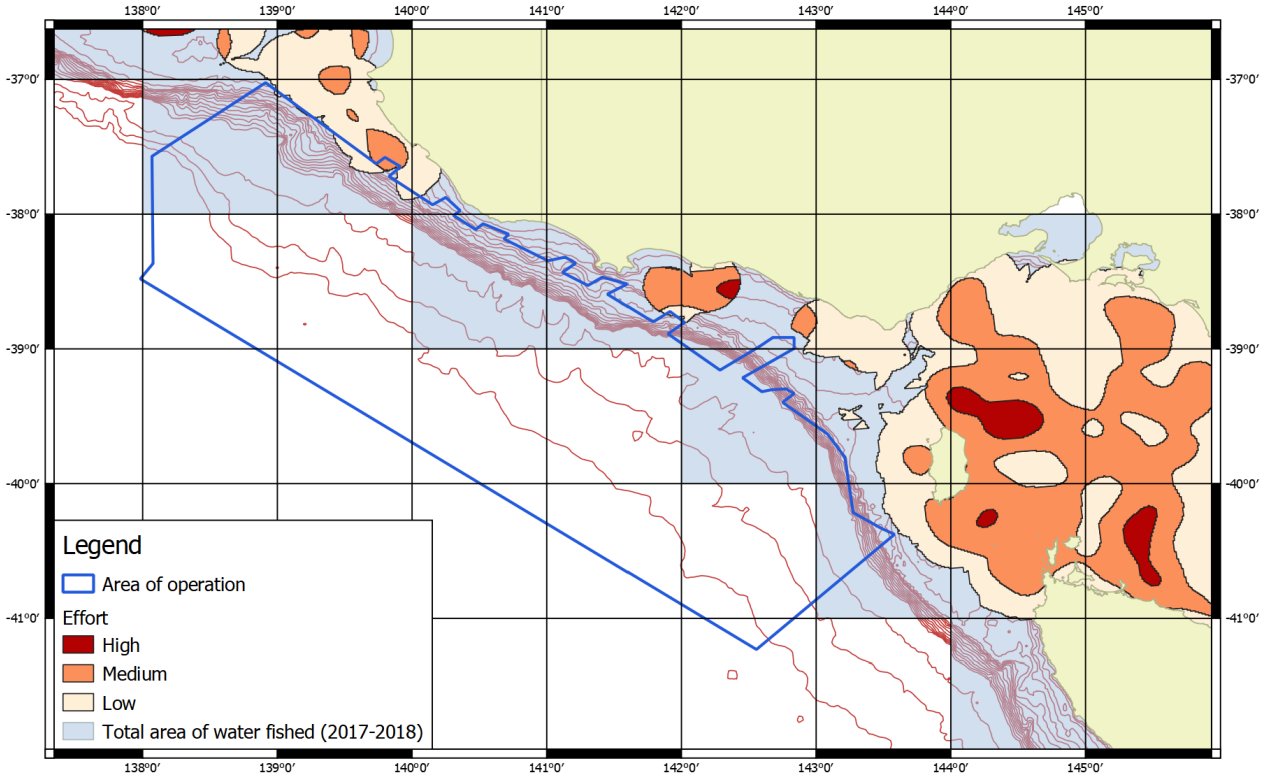 138°0' 139°0' 140°0' 141°0' 142°0' 143°0' 144°0' 145°0'
-37°0' -37°0'
-38°0' -38°0'
-39°0' -39°0'
-40°0' -40°0'
Legend
Area of operation
Effort
High
-41°0' -41°0'
Medium
Low
Total area of water fished (2017-2018)
138°0' 139°0' 140°0' 141°0' 142°0' 143°0' 144°0' 145°0'